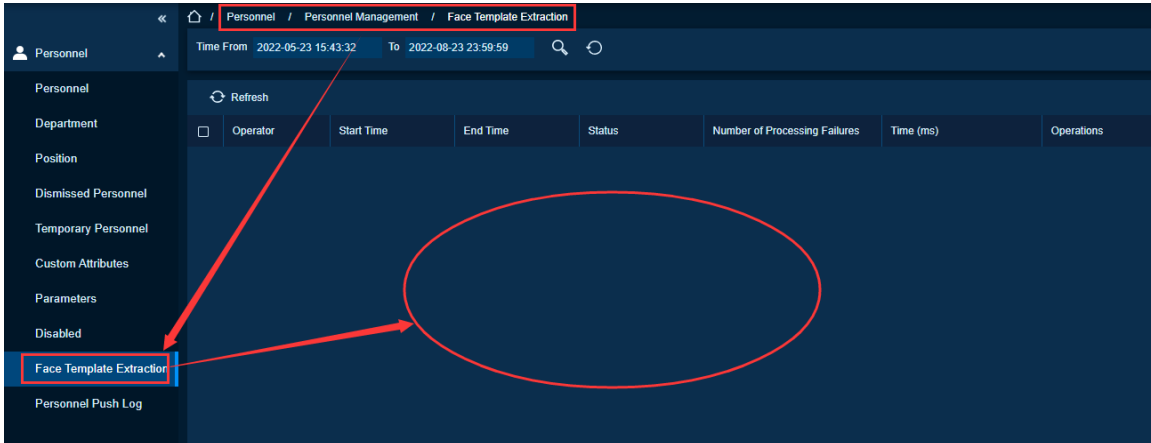 « / Personnel / Personnel Management / Face Template Extraction
Personnel
Time From 2022-05-23 15:43:32 To 2022-08-23 23:59:59
Personnel
Refresh
Department
Operator Start Time End Time Status Number of Processing Failures Time (ms) Operations
Position
Dismissed Personnel
Temporary Personnel
Custom Attributes
Parameters
Disabled
Face Template Extraction
Personnel Push Log